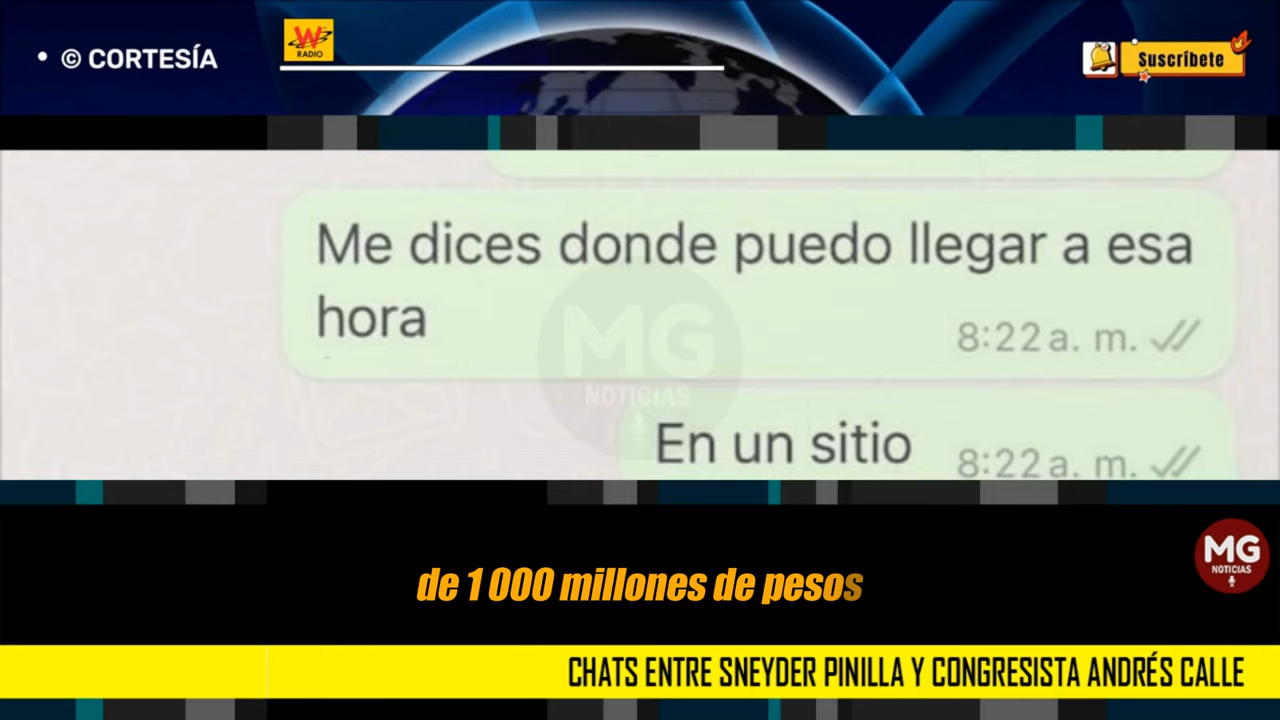 • © CORTESÍA
W
RADIO
Suscríbete
Me dices donde puedo llegar a esa
hora
8:22 a. m.
MG
NOTICIAS
En un sitio
8:22 a. m.
MG
NOTICIAS
de 1 000 millones de pesos
CHATS ENTRE SNEYDER PINILLA Y CONGRESISTA ANDRÉS CALLE